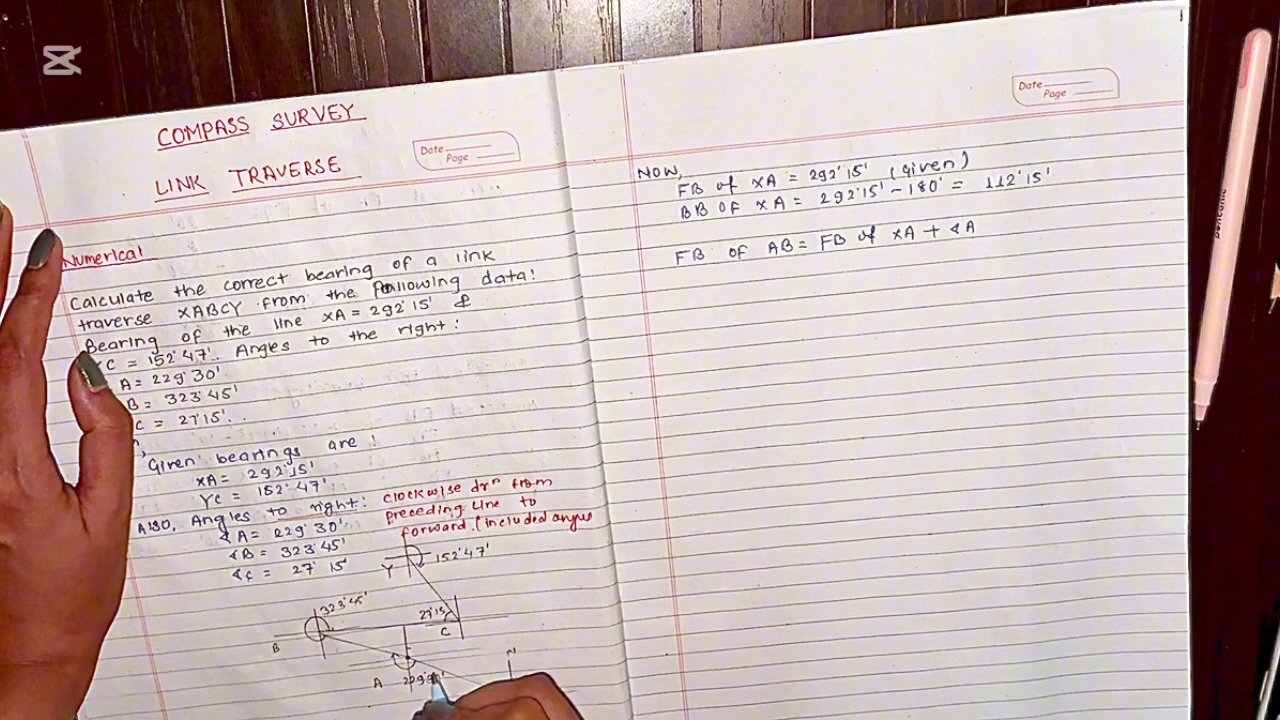 COMPASS SURVEY
LINK TRAVERSE
Date
Page
Numerical
Calculate the correct bearing of a link
traverse XABCY from the following data:
Bearing of the line XA = 292°15' &
YC = 152°47'. Angles to the right:
A = 229°30'
B = 323°45'
C = 27°15'.
Given bearings are:
XA = 292°15'
YC = 152°47'
Also, Angles to right: clockwise drⁿ from
preceding line to
forward. (included angle
∢A = 229°30'
∢B = 323°45'
∢C = 27°15'
Y
152°47'
323°45'
27°15'
B
C
A
N
Date
Page
NOW,
FB of XA = 292°15' (Given)
BB OF XA = 292°15' - 180° = 112°15'
FB OF AB = FB of XA + ∢A